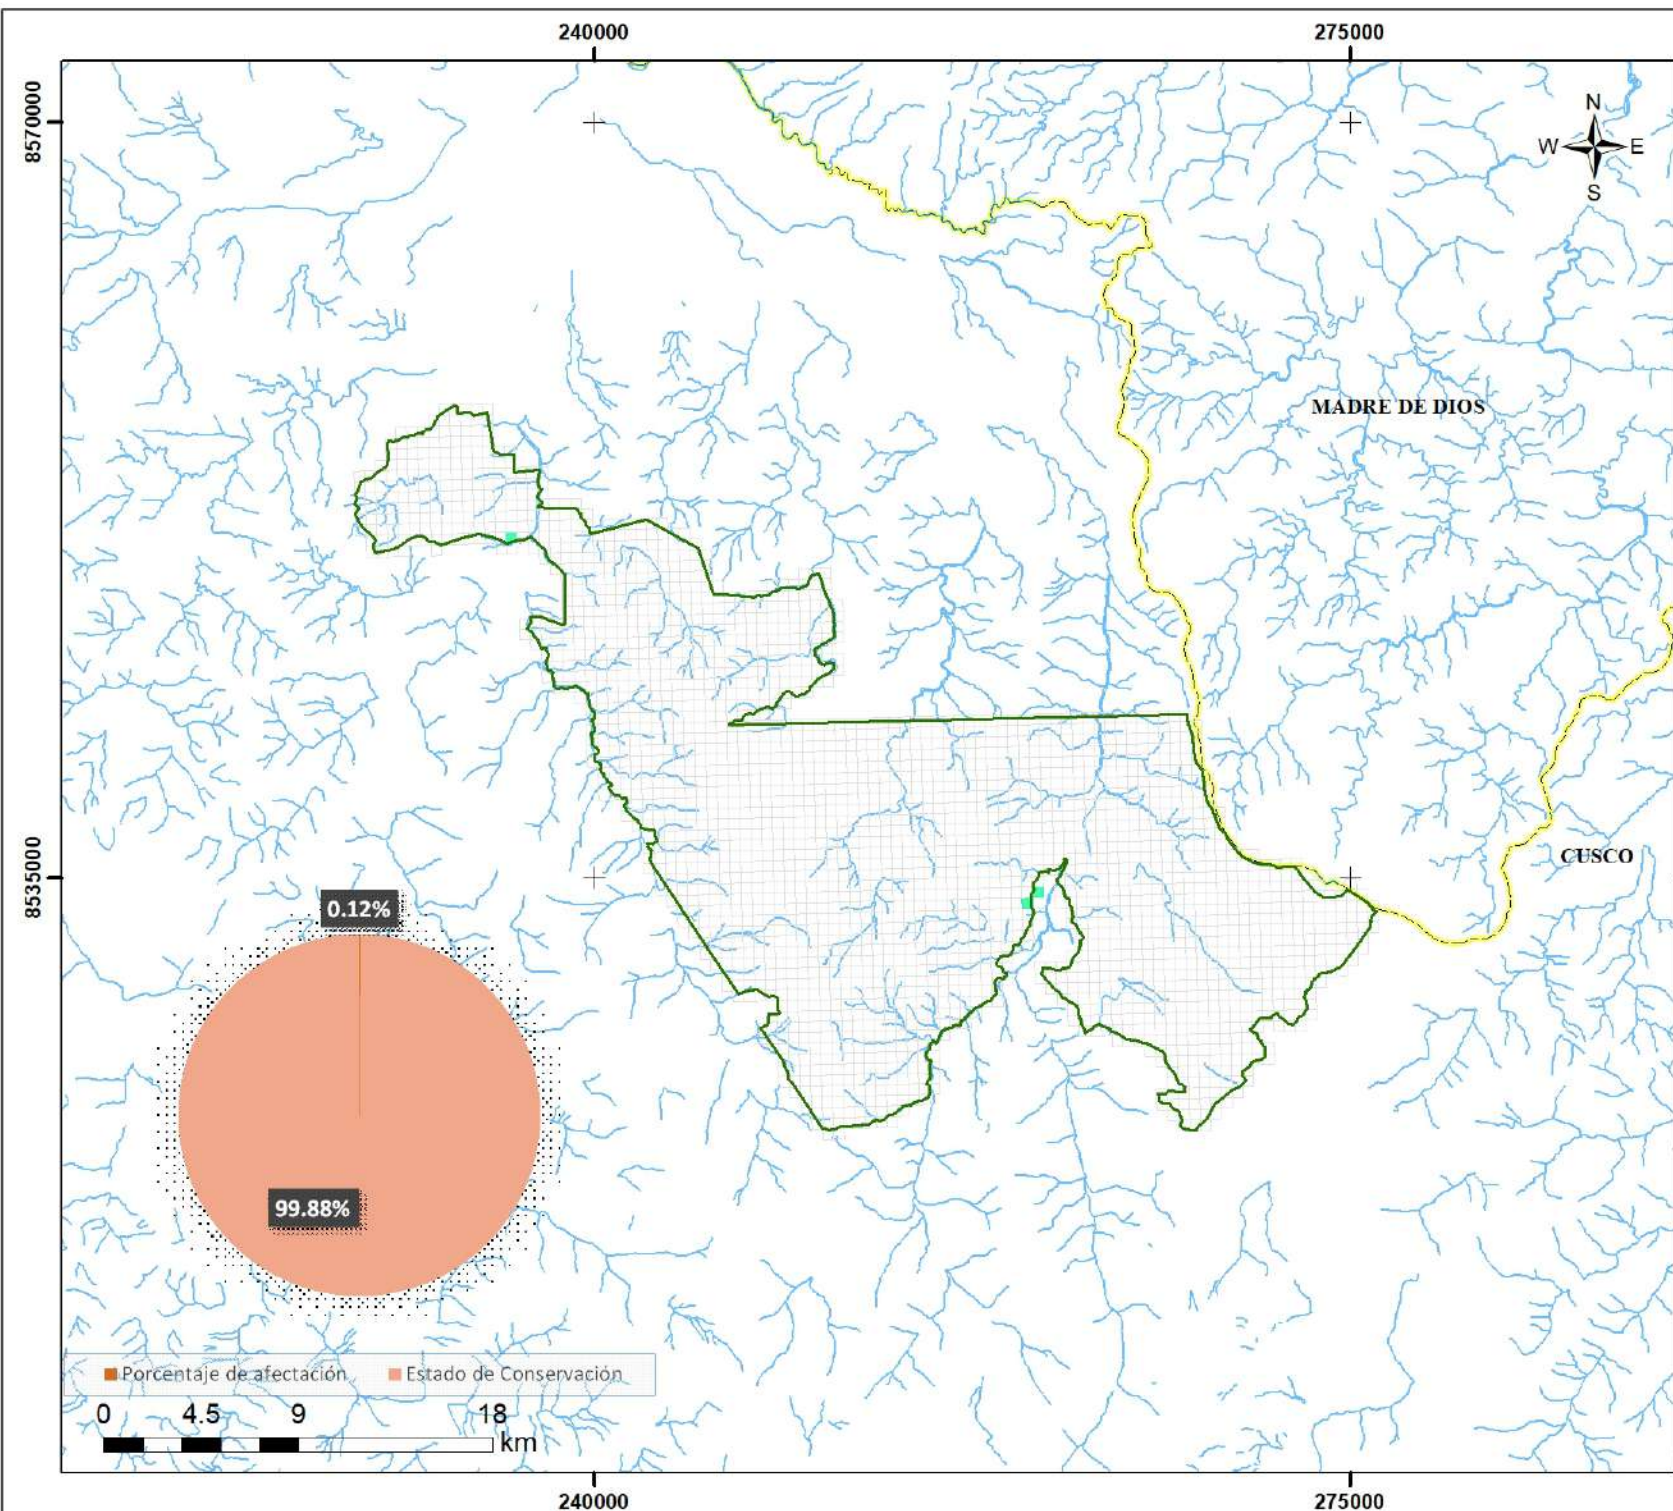 240000 275000
8570000
N
W E
S
MADRE DE DIOS
CUSCO
8535000
0.12%
99.88%
Porcentaje de afectación Estado de Conservación
0 4.5 9 18
km
240000 275000